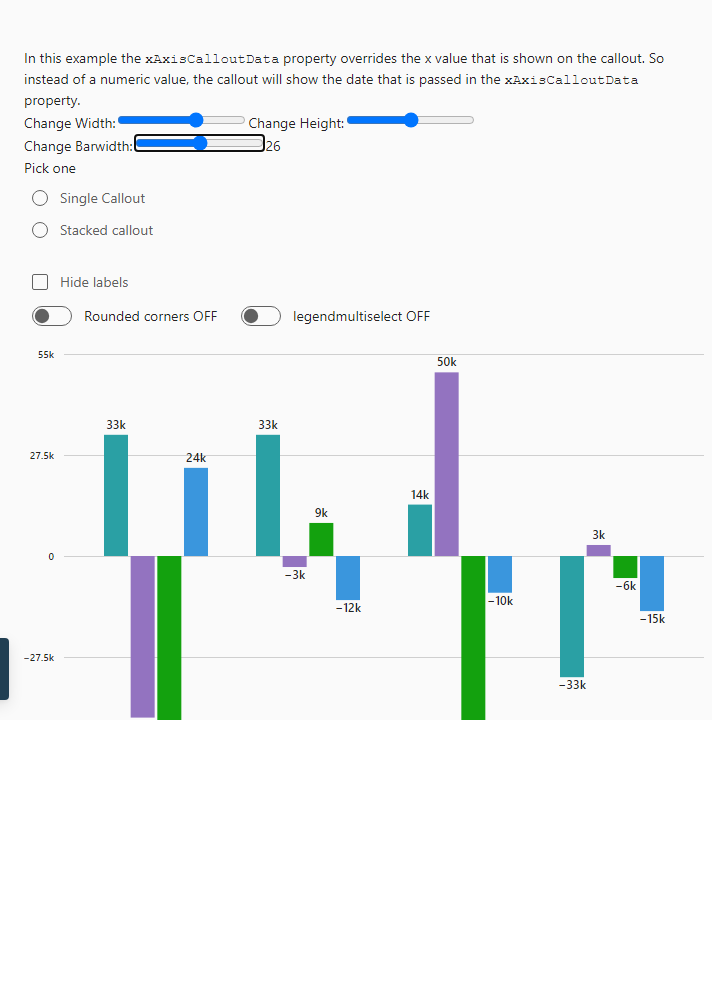 In this example the xAxisCalloutData property overrides the x value that is shown on the callout. So
instead of a numeric value, the callout will show the date that is passed in the xAxisCalloutData
property.
Change Width: Change Height:
Change Barwidth: 26
Pick one
Single Callout
Stacked callout
Hide labels
Rounded corners OFF legendmultiselect OFF
55k
50k
33k 33k
27.5k
24k
14k
9k
3k
0
−3k
−6k
−10k
−12k
−15k
−27.5k
−33k